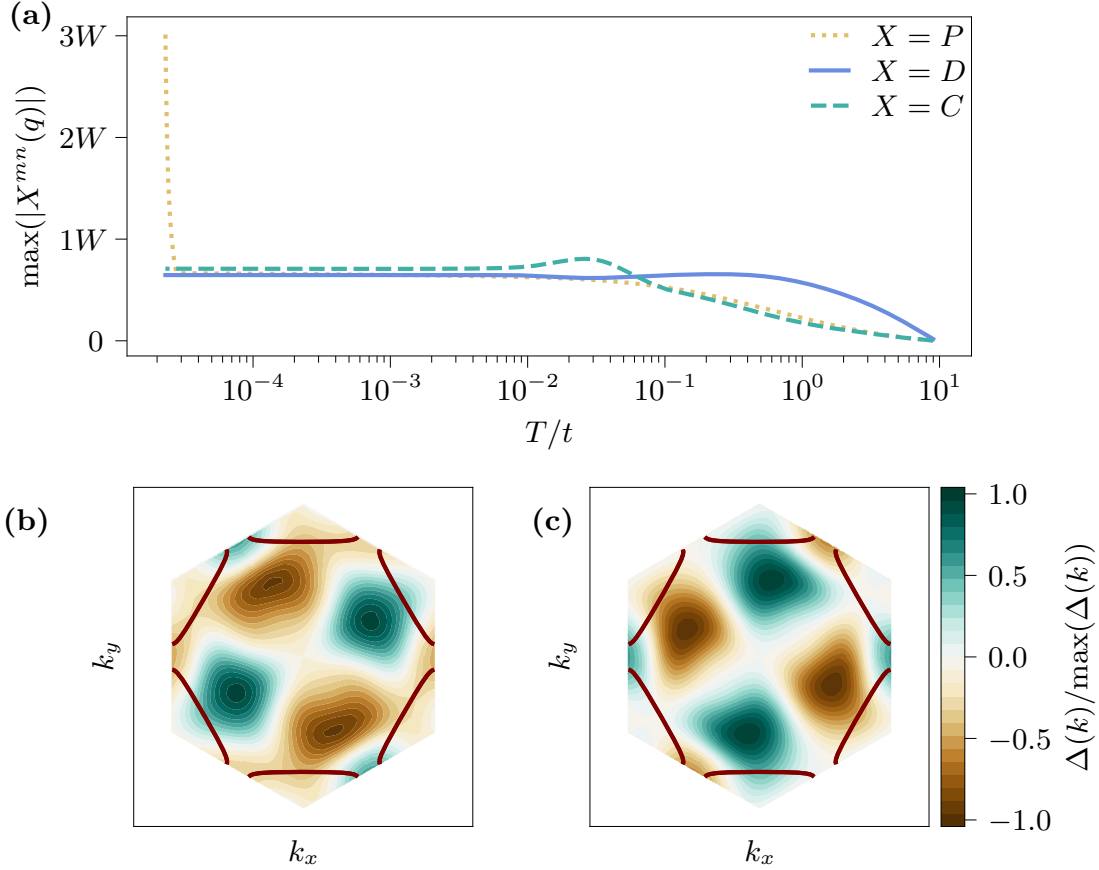 (a)
max(|X^{mn}(q)|)
3W
2W
1W
0
X = P
X = D
X = C
10^{−4}
10^{−3}
10^{−2}
10^{−1}
10^{0}
10^{1}
T/t
(b)
k_y
k_x
(c)
k_y
k_x
1.0
0.5
0.0
−0.5
−1.0
Δ(k)/max(Δ(k))